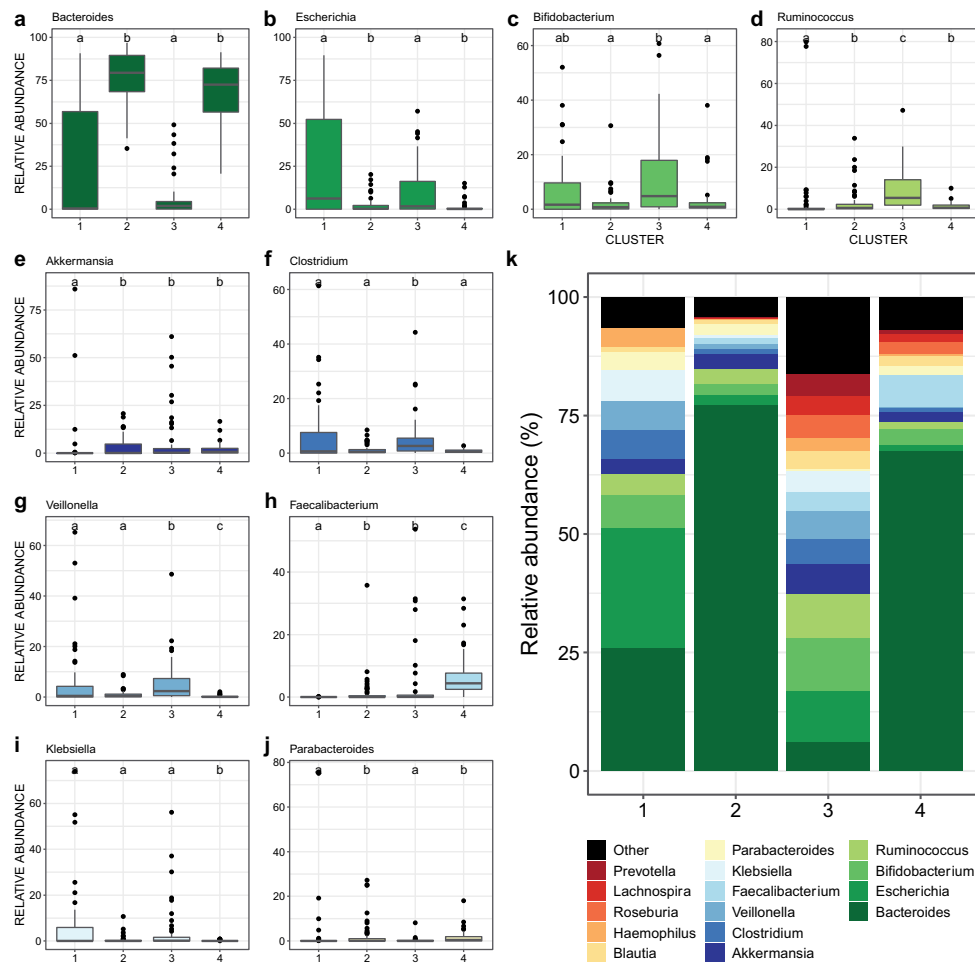 a Bacteroides
RELATIVE ABUNDANCE
100
75
50
25
0
a b a b
1 2 3 4
b Escherichia
100
75
50
25
0
a b a b
1 2 3 4
c Bifidobacterium
60
40
20
0
ab a b a
1 2 3 4
CLUSTER
d Ruminococcus
80
60
40
20
0
a b c b
1 2 3 4
CLUSTER
e Akkermansia
RELATIVE ABUNDANCE
75
50
25
0
a b b b
1 2 3 4
f Clostridium
60
40
20
0
a a b a
1 2 3 4
g Veillonella
RELATIVE ABUNDANCE
60
40
20
0
a a b c
1 2 3 4
h Faecalibacterium
40
20
0
a b b c
1 2 3 4
i Klebsiella
RELATIVE ABUNDANCE
60
40
20
0
a a a b
1 2 3 4
j Parabacteroides
80
60
40
20
0
a b a b
1 2 3 4
k
Relative abundance (%)
100
75
50
25
0
1 2 3 4
Other
Prevotella
Lachnospira
Roseburia
Haemophilus
Blautia
Parabacteroides
Klebsiella
Faecalibacterium
Veillonella
Clostridium
Akkermansia
Ruminococcus
Bifidobacterium
Escherichia
Bacteroides